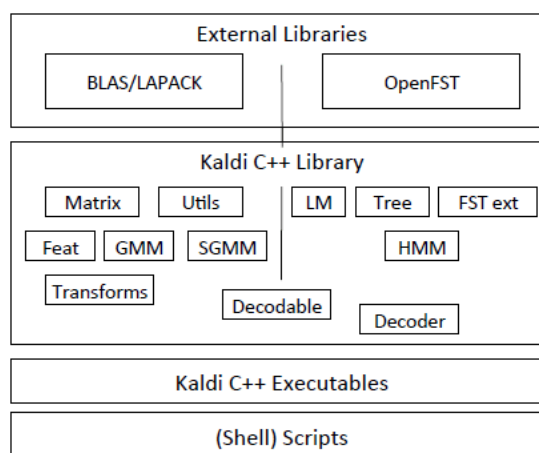 External Libraries
BLAS/LAPACK OpenFST
Kaldi C++ Library
Matrix Utils LM Tree FST ext
Feat GMM SGMM HMM
Transforms
Decodable
Decoder
Kaldi C++ Executables
(Shell) Scripts